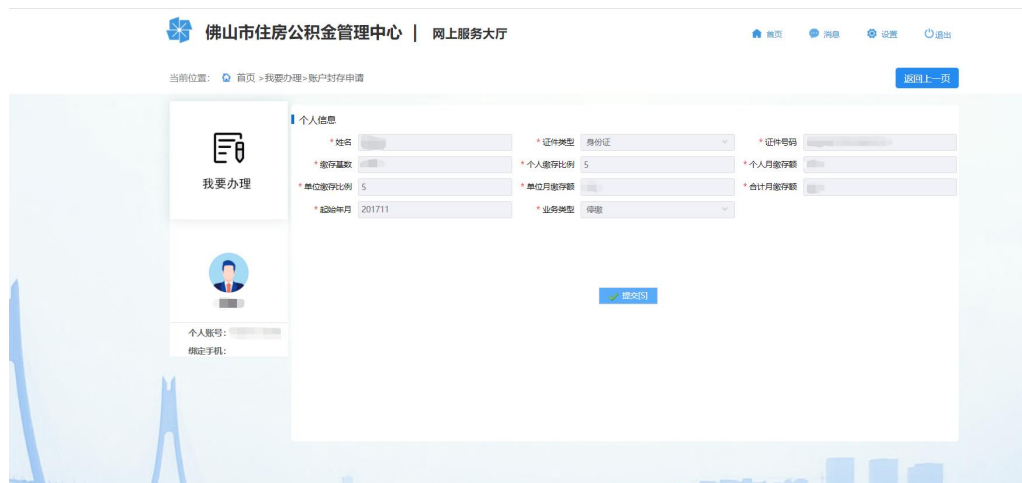 佛山市住房公积金管理中心 | 网上服务大厅
首页 消息 设置 退出
当前位置： 首页 >我要办理>账户封存申请
返回上一页
我要办理
个人账号：
绑定手机：
个人信息
*姓名 *证件类型 身份证 *证件号码
*缴存基数 *个人缴存比例 5 *个人月缴存额
*单位缴存比例 5 *单位月缴存额 *合计月缴存额
*起始年月 201711 *业务类型 停缴
提交[S]